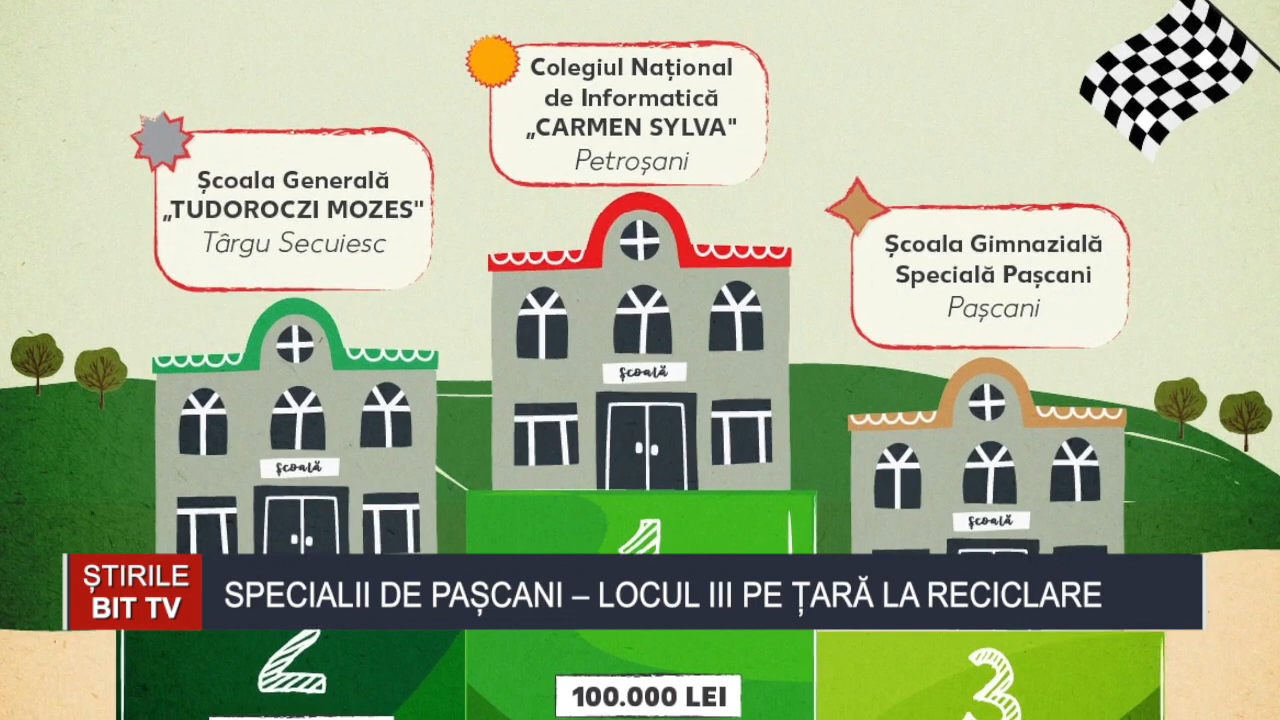 Colegiul Național
de Informatică
„CARMEN SYLVA"
Petroșani
Școala Generală
„TUDOROCZI MOZES"
Târgu Secuiesc
Școala Gimnazială
Specială Pașcani
Pașcani
școală
școală
școală
1
ȘTIRILE
BIT TV
SPECIALII DE PAȘCANI – LOCUL III PE ȚARĂ LA RECICLARE
2
3
100.000 LEI